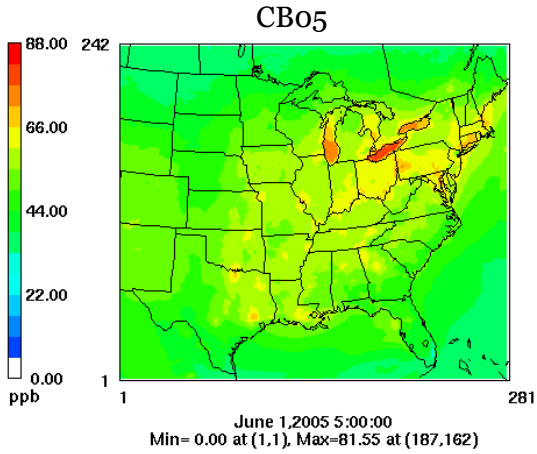 CB05
88.00
66.00
44.00
22.00
0.00
ppb
242
1
1
281
June 1,2005 5:00:00
Min= 0.00 at (1,1), Max=81.55 at (187,162)